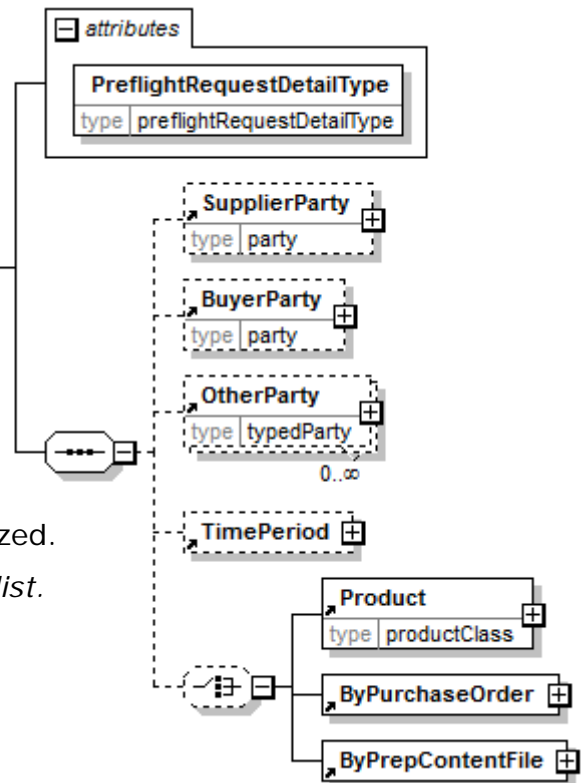 attributes
PreflightRequestDetailType
type preflightRequestDetailType
SupplierParty
type party
BuyerParty
type party
OtherParty
type typedParty
0..∞
zed.
list.
TimePeriod
Product
type productClass
ByPurchaseOrder
ByPrepContentFile